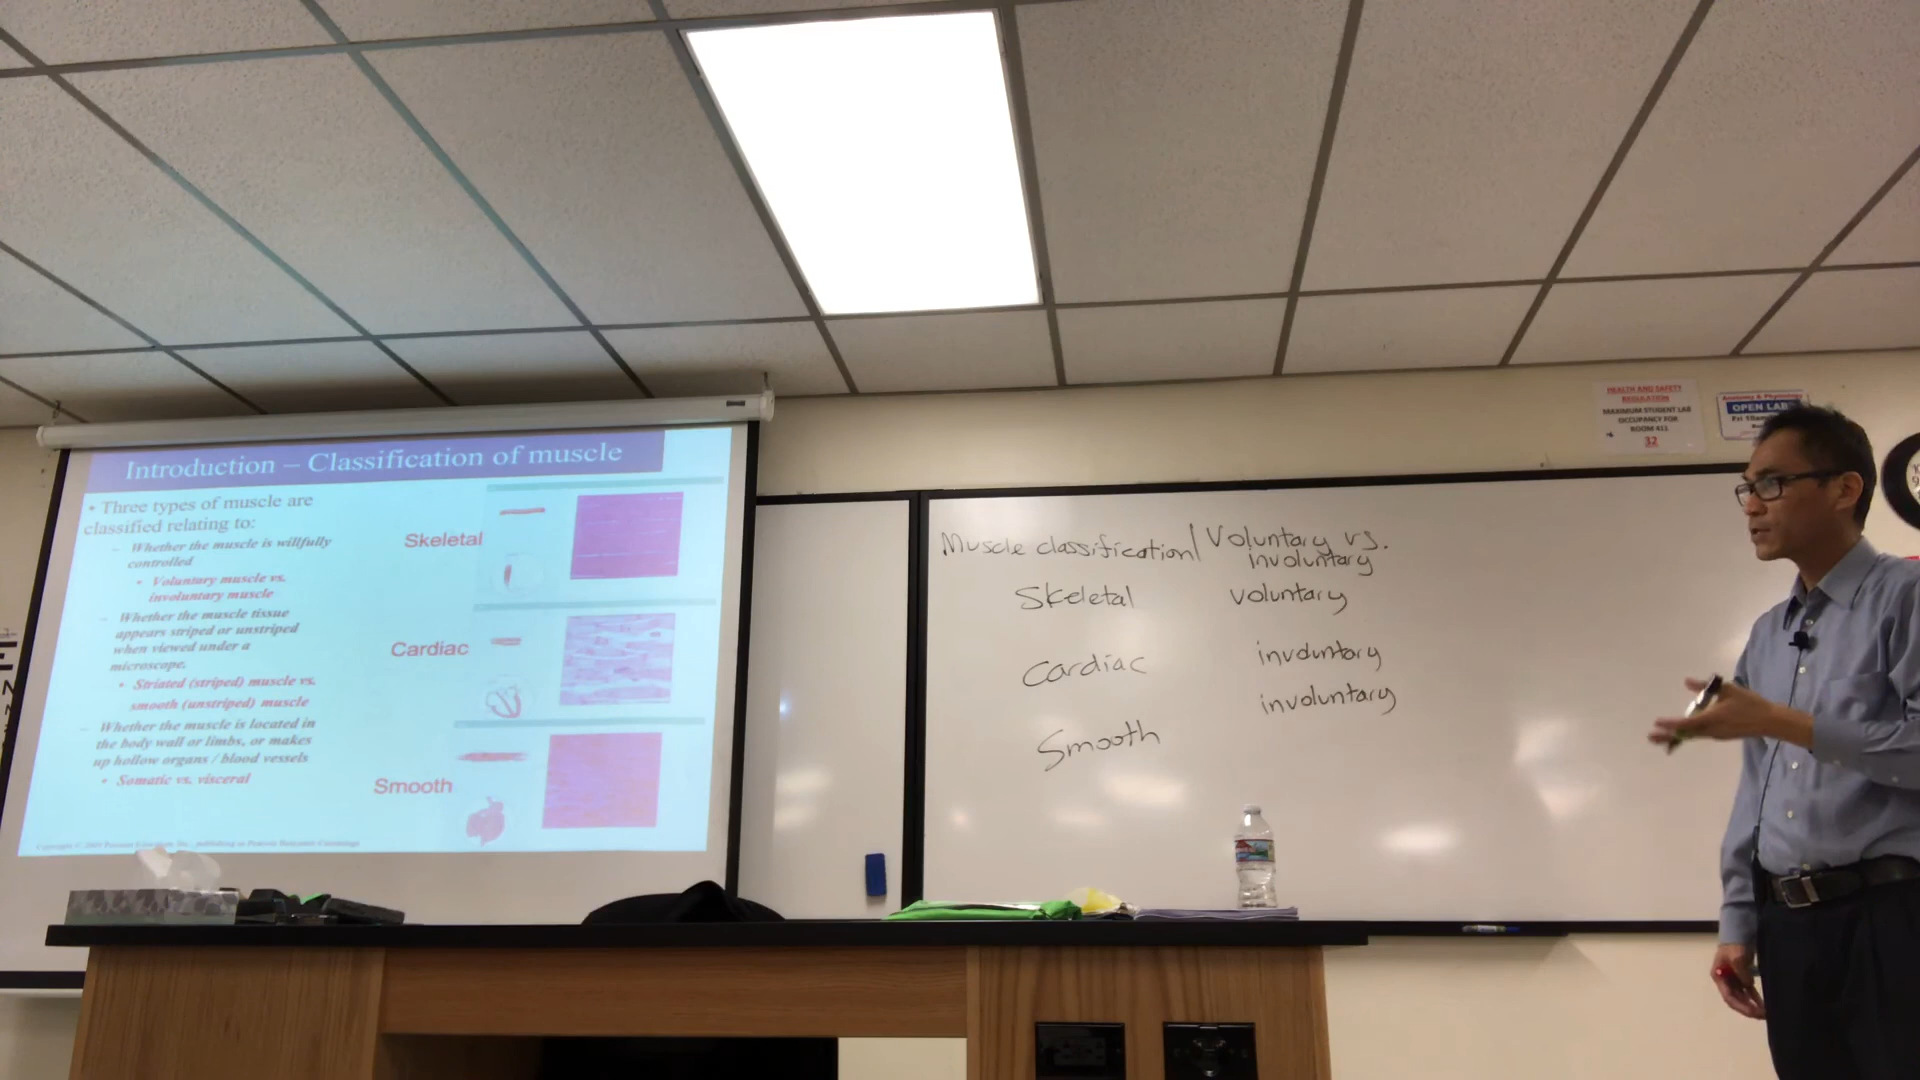 Introduction – Classification of muscle
• Three types of muscle are
classified relating to:
– Whether the muscle is willfully
controlled
• Voluntary muscle vs.
involuntary muscle
– Whether the muscle tissue
appears striped or unstriped
when viewed under a
microscope.
• Striated (striped) muscle vs.
smooth (unstriped) muscle
– Whether the muscle is located in
the body wall or limbs, or makes
up hollow organs / blood vessels
• Somatic vs. visceral
Skeletal
Cardiac
Smooth
Muscle classification | Voluntary vs.
involuntary
Skeletal voluntary
Cardiac involuntary
Smooth involuntary
HEALTH AND SAFETY
REGULATION
MAXIMUM STUDENT LAB
OCCUPANCY FOR
ROOM 411
32
Anatomy & Physiology
OPEN LAB